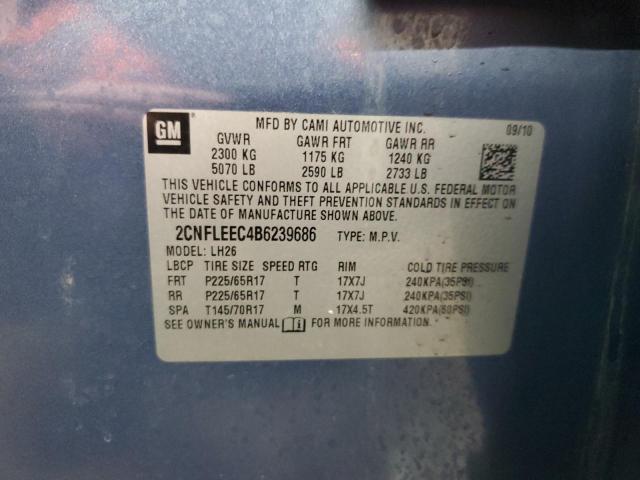 GM
MFD BY CAMI AUTOMOTIVE INC. 09/10
GVWR GAWR FRT GAWR RR
2300 KG 1175 KG 1240 KG
5070 LB 2590 LB 2733 LB
THIS VEHICLE CONFORMS TO ALL APPLICABLE U.S. FEDERAL MOTOR
VEHICLE SAFETY AND THEFT PREVENTION STANDARDS IN EFFECT ON
THE DATE OF MANUFACTURE SHOWN ABOVE.
2CNFLEEC4B6239686 TYPE: M.P.V.
MODEL: LH26
LBCP TIRE SIZE SPEED RTG RIM COLD TIRE PRESSURE
FRT P225/65R17 T 17X7J 240KPA(35PSI)
RR P225/65R17 T 17X7J 240KPA(35PSI)
SPA T145/70R17 M 17X4.5T 420KPA(60PSI)
SEE OWNER'S MANUAL FOR MORE INFORMATION.